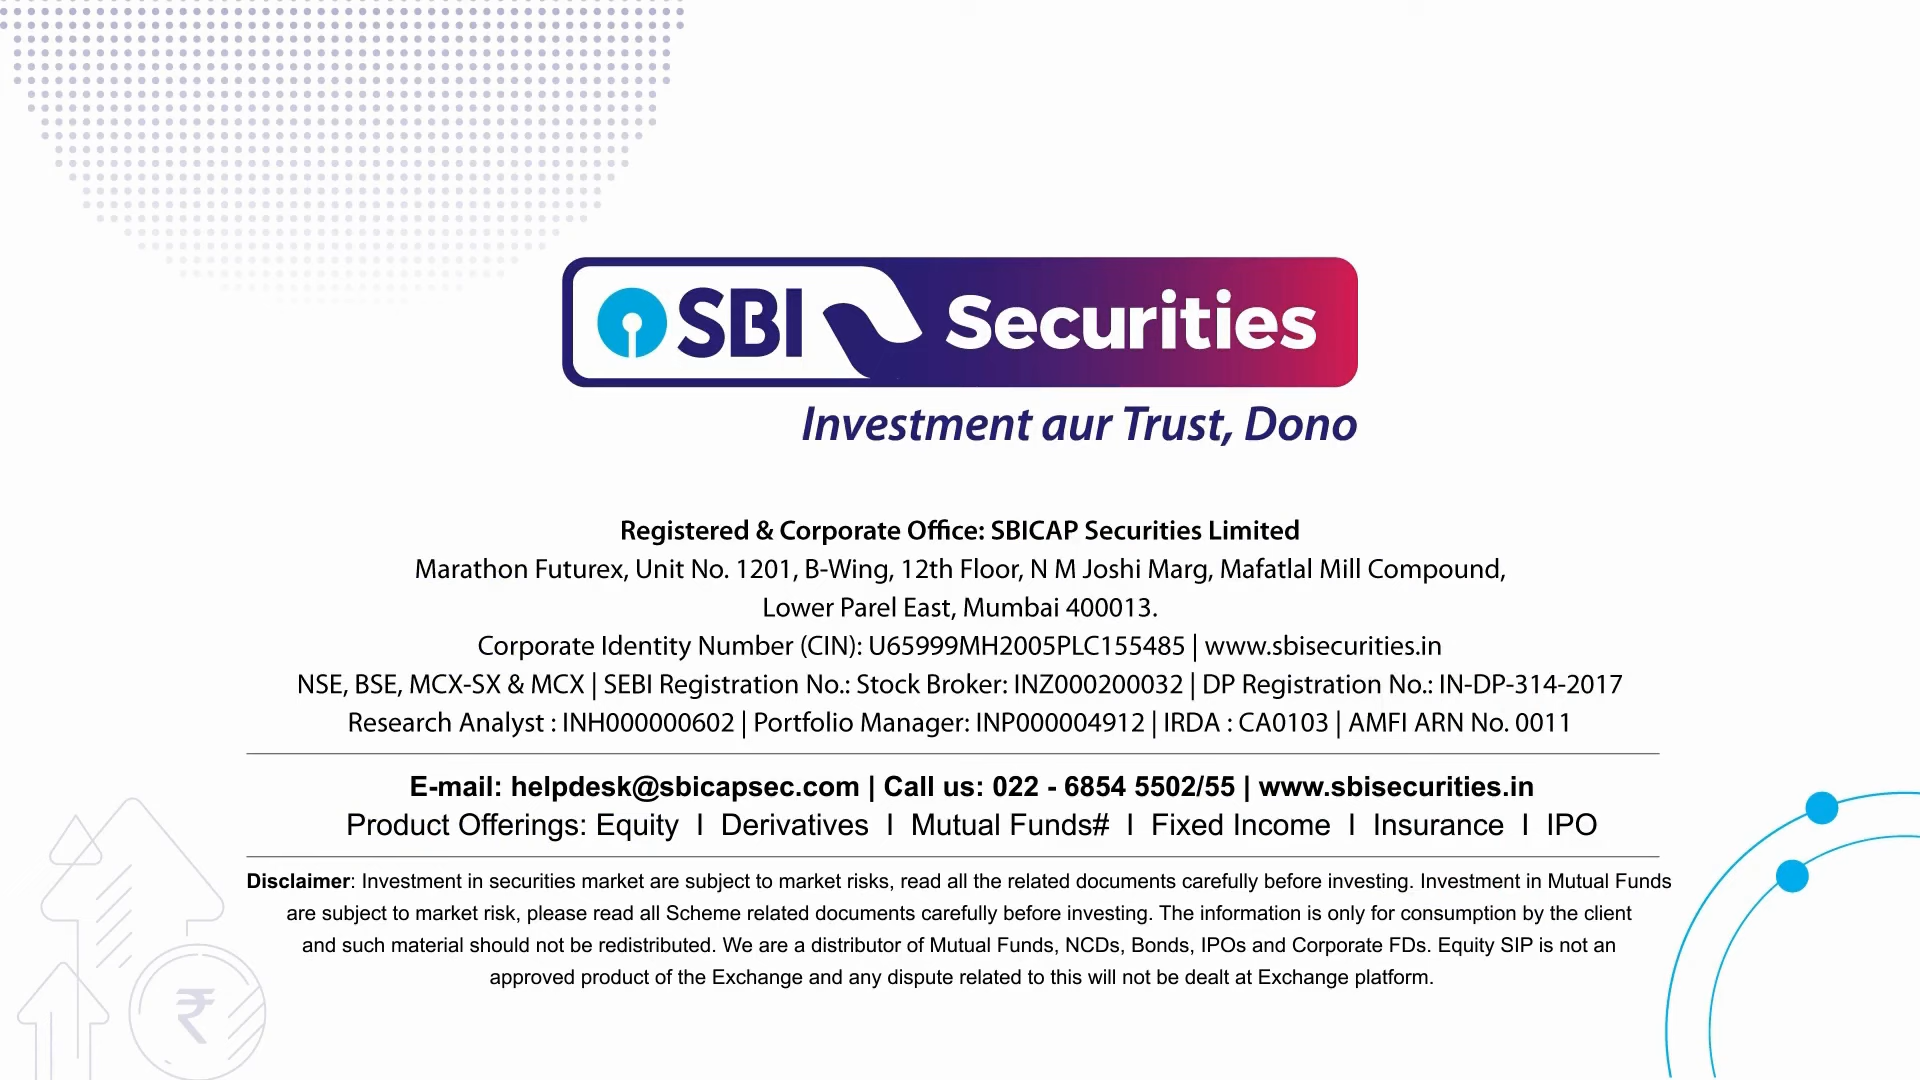 SBI Securities
Investment aur Trust, Dono
Registered & Corporate Office: SBICAP Securities Limited
Marathon Futurex, Unit No. 1201, B-Wing, 12th Floor, N M Joshi Marg, Mafatlal Mill Compound,
Lower Parel East, Mumbai 400013.
Corporate Identity Number (CIN): U65999MH2005PLC155485 | www.sbisecurities.in
NSE, BSE, MCX-SX & MCX | SEBI Registration No.: Stock Broker: INZ000200032 | DP Registration No.: IN-DP-314-2017
Research Analyst : INH000000602 | Portfolio Manager: INP000004912 | IRDA : CA0103 | AMFI ARN No. 0011
E-mail: helpdesk@sbicapsec.com | Call us: 022 - 6854 5502/55 | www.sbisecurities.in
Product Offerings: Equity I Derivatives I Mutual Funds# I Fixed Income I Insurance I IPO
Disclaimer: Investment in securities market are subject to market risks, read all the related documents carefully before investing. Investment in Mutual Funds
are subject to market risk, please read all Scheme related documents carefully before investing. The information is only for consumption by the client
and such material should not be redistributed. We are a distributor of Mutual Funds, NCDs, Bonds, IPOs and Corporate FDs. Equity SIP is not an
approved product of the Exchange and any dispute related to this will not be dealt at Exchange platform.
₹